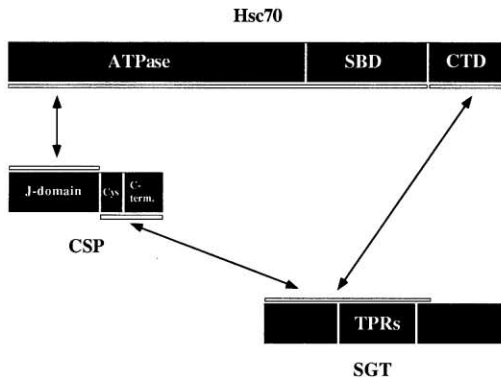 Hsc70
ATPase SBD CTD
J-domain Cys C-
term.
CSP
TPRs
SGT